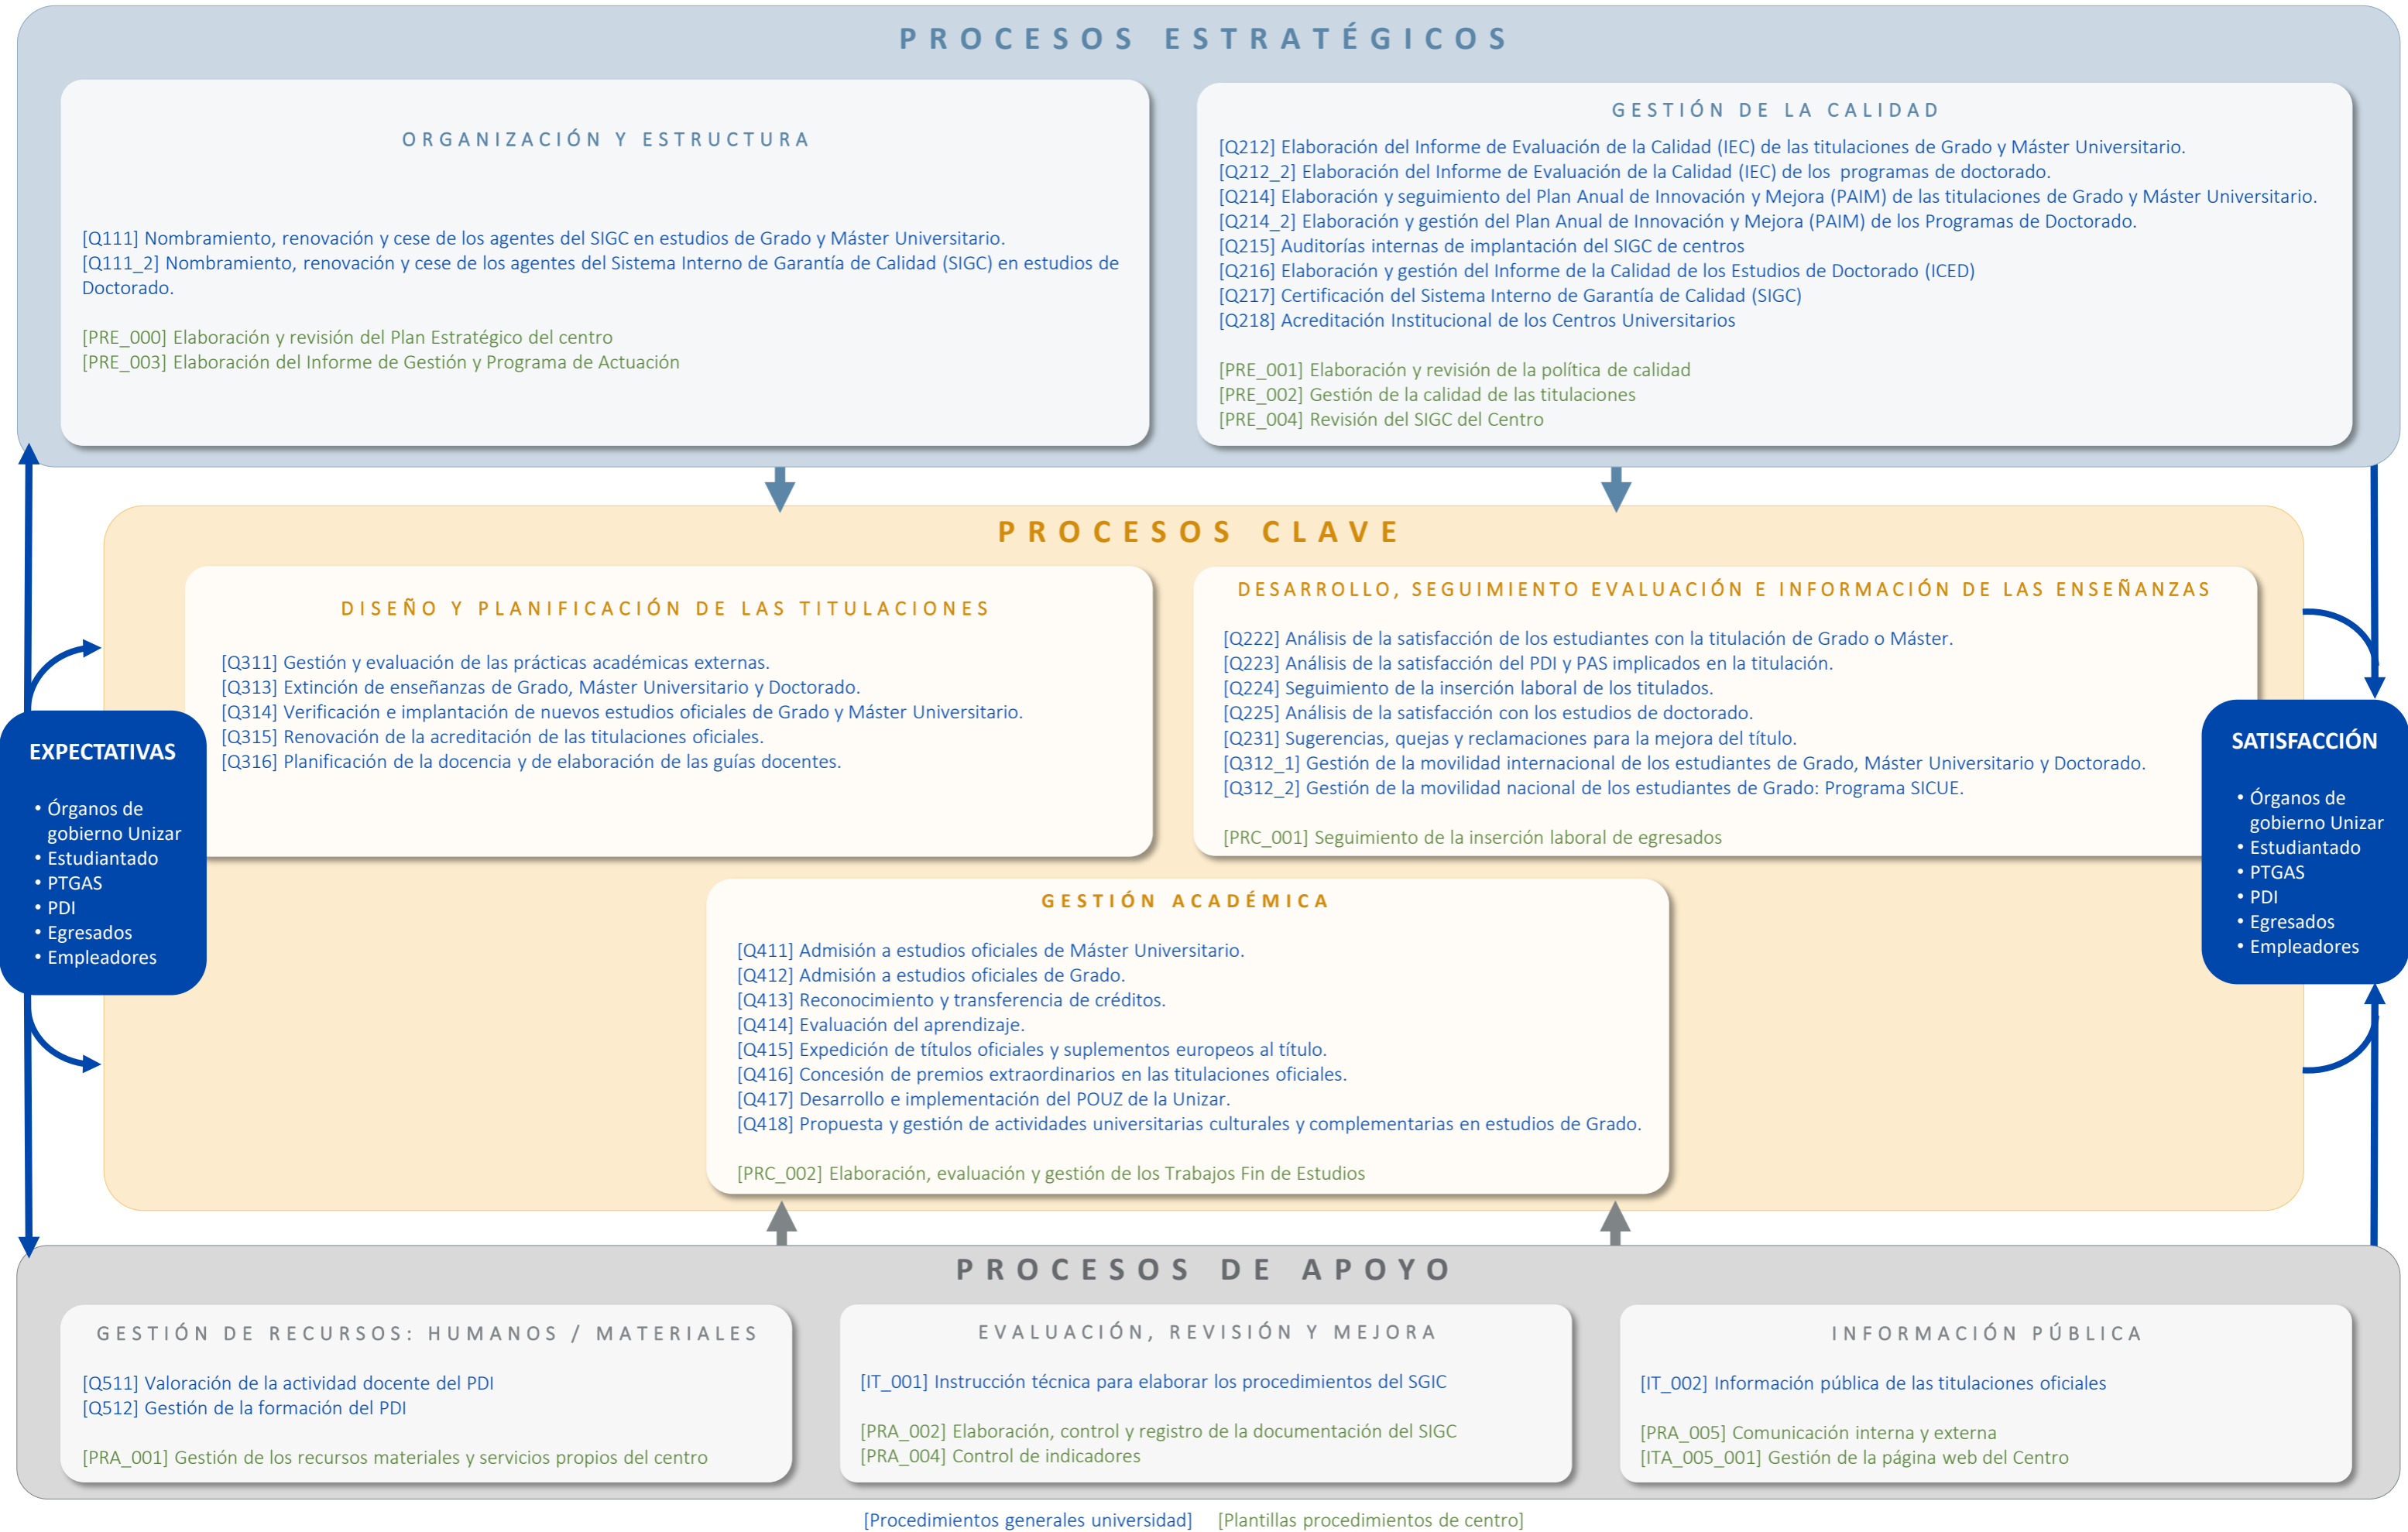 PROCESOS ESTRATÉGICOS
ORGANIZACIÓN Y ESTRUCTURA
[Q111] Nombramiento, renovación y cese de los agentes del SIGC en estudios de Grado y Máster Universitario.
[Q111_2] Nombramiento, renovación y cese de los agentes del Sistema Interno de Garantía de Calidad (SIGC) en estudios de
Doctorado.
[PRE_000] Elaboración y revisión del Plan Estratégico del centro
[PRE_003] Elaboración del Informe de Gestión y Programa de Actuación
GESTIÓN DE LA CALIDAD
[Q212] Elaboración del Informe de Evaluación de la Calidad (IEC) de las titulaciones de Grado y Máster Universitario.
[Q212_2] Elaboración del Informe de Evaluación de la Calidad (IEC) de los programas de doctorado.
[Q214] Elaboración y seguimiento del Plan Anual de Innovación y Mejora (PAIM) de las titulaciones de Grado y Máster Universitario.
[Q214_2] Elaboración y gestión del Plan Anual de Innovación y Mejora (PAIM) de los Programas de Doctorado.
[Q215] Auditorías internas de implantación del SIGC de centros
[Q216] Elaboración y gestión del Informe de la Calidad de los Estudios de Doctorado (ICED)
[Q217] Certificación del Sistema Interno de Garantía de Calidad (SIGC)
[Q218] Acreditación Institucional de los Centros Universitarios
[PRE_001] Elaboración y revisión de la política de calidad
[PRE_002] Gestión de la calidad de las titulaciones
[PRE_004] Revisión del SIGC del Centro
PROCESOS CLAVE
DISEÑO Y PLANIFICACIÓN DE LAS TITULACIONES
[Q311] Gestión y evaluación de las prácticas académicas externas.
[Q313] Extinción de enseñanzas de Grado, Máster Universitario y Doctorado.
[Q314] Verificación e implantación de nuevos estudios oficiales de Grado y Máster Universitario.
[Q315] Renovación de la acreditación de las titulaciones oficiales.
[Q316] Planificación de la docencia y de elaboración de las guías docentes.
DESARROLLO, SEGUIMIENTO EVALUACIÓN E INFORMACIÓN DE LAS ENSEÑANZAS
[Q222] Análisis de la satisfacción de los estudiantes con la titulación de Grado o Máster.
[Q223] Análisis de la satisfacción del PDI y PAS implicados en la titulación.
[Q224] Seguimiento de la inserción laboral de los titulados.
[Q225] Análisis de la satisfacción con los estudios de doctorado.
[Q231] Sugerencias, quejas y reclamaciones para la mejora del título.
[Q312_1] Gestión de la movilidad internacional de los estudiantes de Grado, Máster Universitario y Doctorado.
[Q312_2] Gestión de la movilidad nacional de los estudiantes de Grado: Programa SICUE.
[PRC_001] Seguimiento de la inserción laboral de egresados
EXPECTATIVAS
• Órganos de
gobierno Unizar
• Estudiantado
• PTGAS
• PDI
• Egresados
• Empleadores
SATISFACCIÓN
• Órganos de
gobierno Unizar
• Estudiantado
• PTGAS
• PDI
• Egresados
• Empleadores
GESTIÓN ACADÉMICA
[Q411] Admisión a estudios oficiales de Máster Universitario.
[Q412] Admisión a estudios oficiales de Grado.
[Q413] Reconocimiento y transferencia de créditos.
[Q414] Evaluación del aprendizaje.
[Q415] Expedición de títulos oficiales y suplementos europeos al título.
[Q416] Concesión de premios extraordinarios en las titulaciones oficiales.
[Q417] Desarrollo e implementación del POUZ de la Unizar.
[Q418] Propuesta y gestión de actividades universitarias culturales y complementarias en estudios de Grado.
[PRC_002] Elaboración, evaluación y gestión de los Trabajos Fin de Estudios
PROCESOS DE APOYO
GESTIÓN DE RECURSOS: HUMANOS / MATERIALES
[Q511] Valoración de la actividad docente del PDI
[Q512] Gestión de la formación del PDI
[PRA_001] Gestión de los recursos materiales y servicios propios del centro
EVALUACIÓN, REVISIÓN Y MEJORA
[IT_001] Instrucción técnica para elaborar los procedimientos del SGIC
[PRA_002] Elaboración, control y registro de la documentación del SIGC
[PRA_004] Control de indicadores
INFORMACIÓN PÚBLICA
[IT_002] Información pública de las titulaciones oficiales
[PRA_005] Comunicación interna y externa
[ITA_005_001] Gestión de la página web del Centro
[Procedimientos generales universidad] [Plantillas procedimientos de centro]